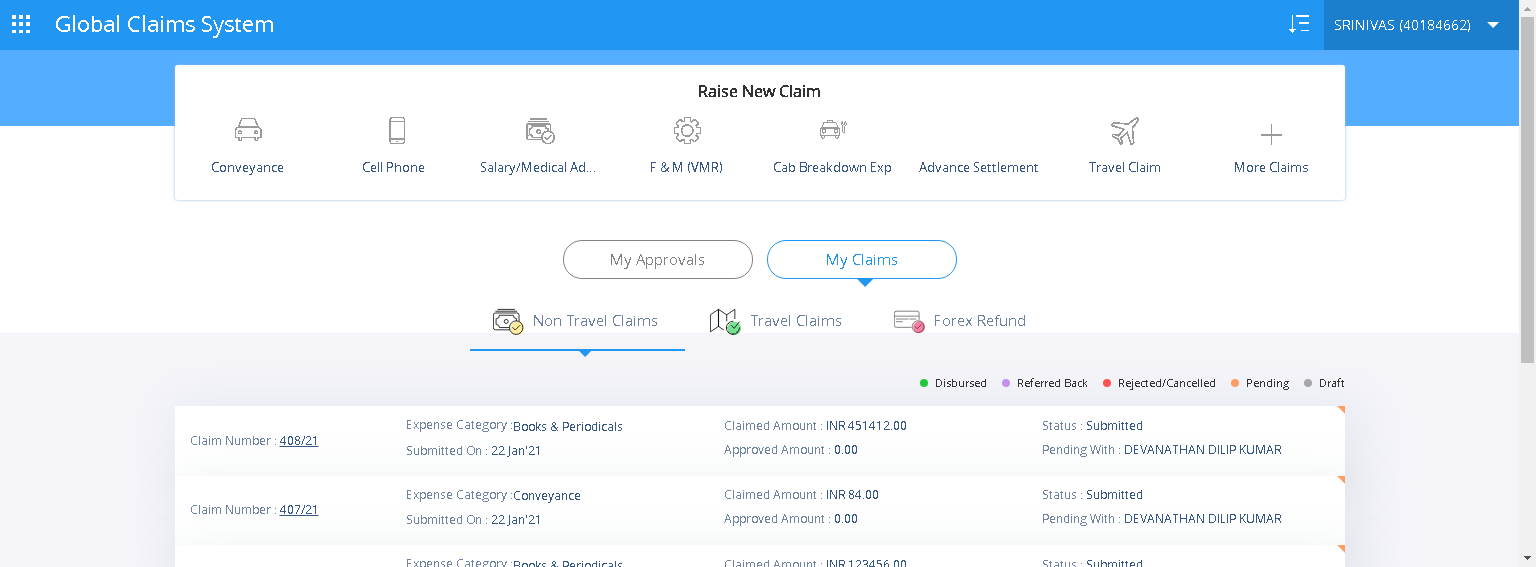 Global Claims System
SRINIVAS (40184662)
Raise New Claim
Conveyance
Cell Phone
Salary/Medical Ad...
F & M (VMR)
Cab Breakdown Exp
Advance Settlement
Travel Claim
More Claims
My Approvals
My Claims
Non Travel Claims
Travel Claims
Forex Refund
Disbursed
Referred Back
Rejected/Cancelled
Pending
Draft
Claim Number : 408/21
Expense Category :Books & Periodicals
Submitted On : 22 Jan'21
Claimed Amount : INR 451412.00
Approved Amount : 0.00
Status : Submitted
Pending With : DEVANATHAN DILIP KUMAR
Claim Number : 407/21
Expense Category :Conveyance
Submitted On : 22 Jan'21
Claimed Amount : INR 84.00
Approved Amount : 0.00
Status : Submitted
Pending With : DEVANATHAN DILIP KUMAR
Expense Category :Books & Periodicals
Claimed Amount : INR 123456.00
Status : Submitted